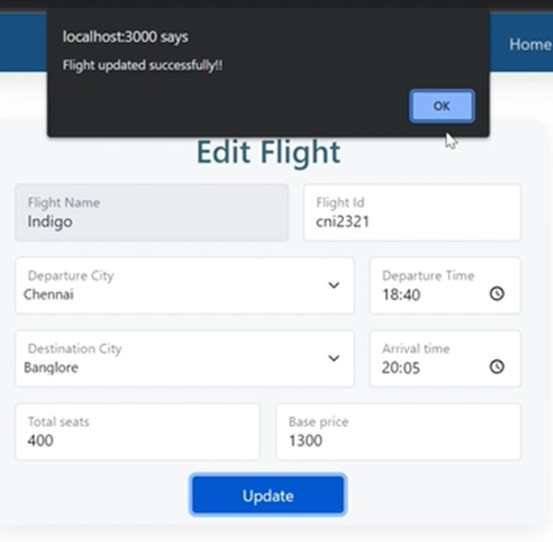 localhost:3000 says
Flight updated successfully!!
OK
Home
Edit Flight
Flight Name
Indigo
Flight Id
cni2321
Departure City
Chennai
Departure Time
18:40
Destination City
Banglore
Arrival time
20:05
Total seats
400
Base price
1300
Update